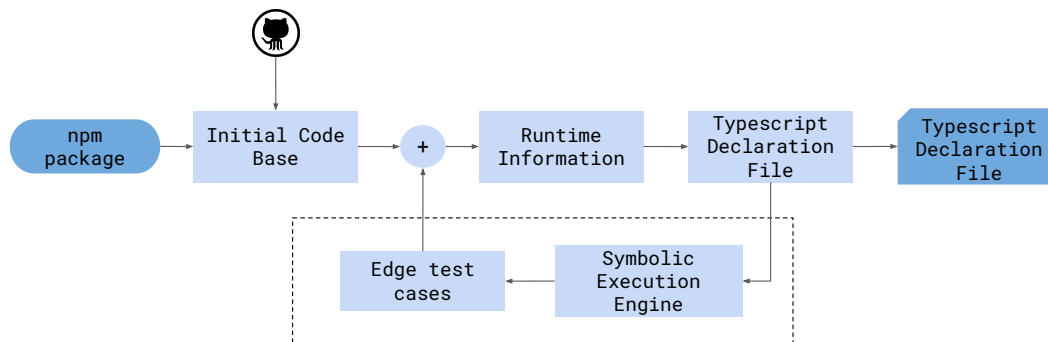 npm
package
Initial Code
Base
+
Runtime
Information
Typescript
Declaration
File
Typescript
Declaration
File
Edge test
cases
Symbolic
Execution
Engine